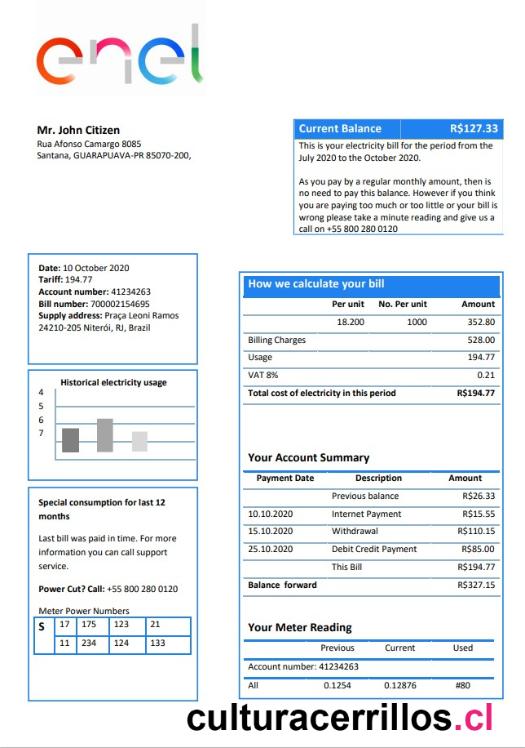 enel
Mr. John Citizen
Rua Afonso Camargo 8085
Santana, GUARAPUAVA-PR 85070-200,
Current Balance R$127.33
This is your electricity bill for the period from the
July 2020 to the October 2020.
As you pay by a regular monthly amount, then is
no need to pay this balance. However if you think
you are paying too much or too little or your bill is
wrong please take a minute reading and give us a
call on +55 800 280 0120
Date: 10 October 2020
Tariff: 194.77
Account number: 41234263
Bill number: 700002154695
Supply address: Praça Leoni Ramos
24210-205 Niterói, RJ, Brazil
Historical electricity usage
4
5
6
7
Special consumption for last 12
months
Last bill was paid in time. For more
information you can call support
service.
Power Cut? Call: +55 800 280 0120
Meter Power Numbers
S 17 175 123 21
11 234 124 133
How we calculate your bill
Per unit No. Per unit Amount
18.200 1000 352.80
Billing Charges 528.00
Usage 194.77
VAT 8% 0.21
Total cost of electricity in this period R$194.77
Your Account Summary
Payment Date Description Amount
Previous balance R$26.33
10.10.2020 Internet Payment R$15.55
15.10.2020 Withdrawal R$110.15
25.10.2020 Debit Credit Payment R$85.00
This Bill R$194.77
Balance forward R$327.15
Your Meter Reading
Previous Current Used
Account number: 41234263
All 0.1254 0.12876 #80
culturacerrillos.cl